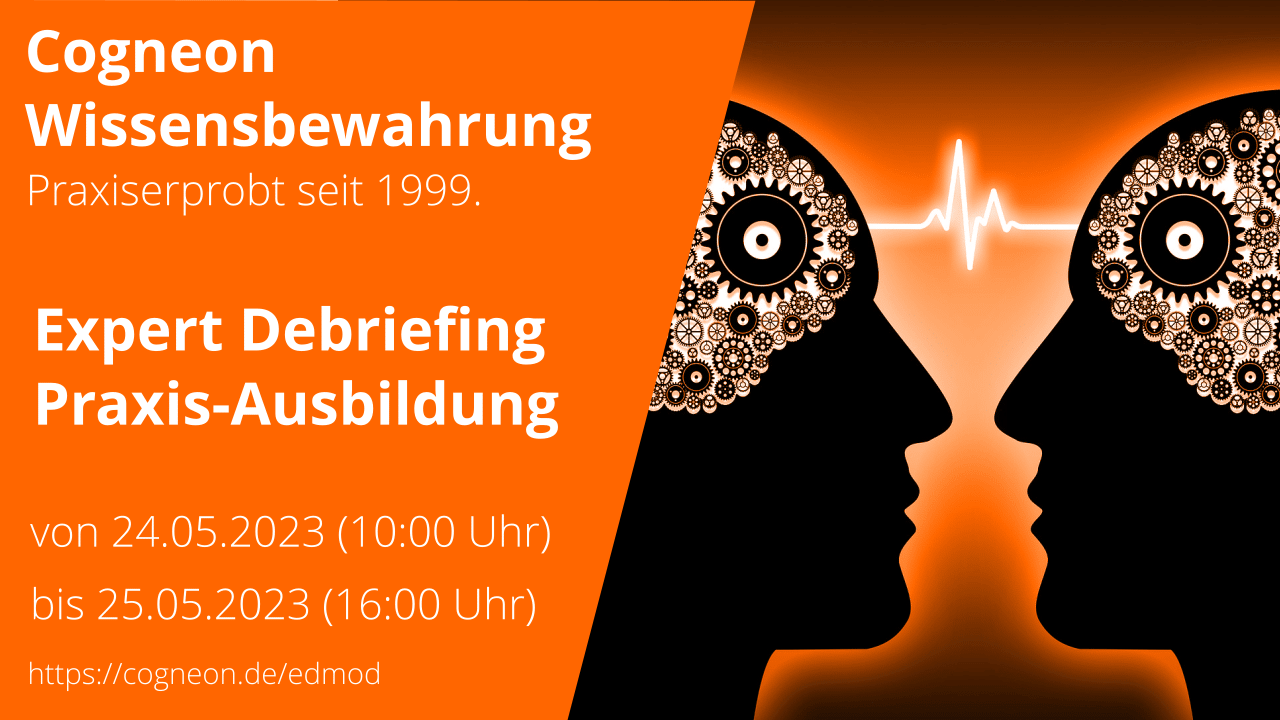 Cogneon
Wissensbewahrung
Praxiserprobt seit 1999.
Expert Debriefing
Praxis-Ausbildung
von 24.05.2023 (10:00 Uhr)
bis 25.05.2023 (16:00 Uhr)
https://cogneon.de/edmod